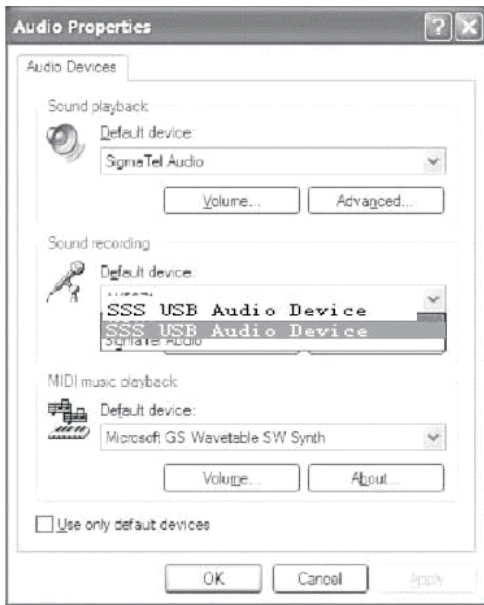 Audio Properties
Audio Devices
Sound playback
Default device:
SigmaTel Audio
Volume... Advanced...
Sound recording
Default device:
SSS USB Audio Device
SSS USB Audio Device
SigmaTel Audio
MIDI music playback
Default device:
Microsoft GS Wavetable SW Synth
Volume... About...
Use only default devices
OK Cancel Apply